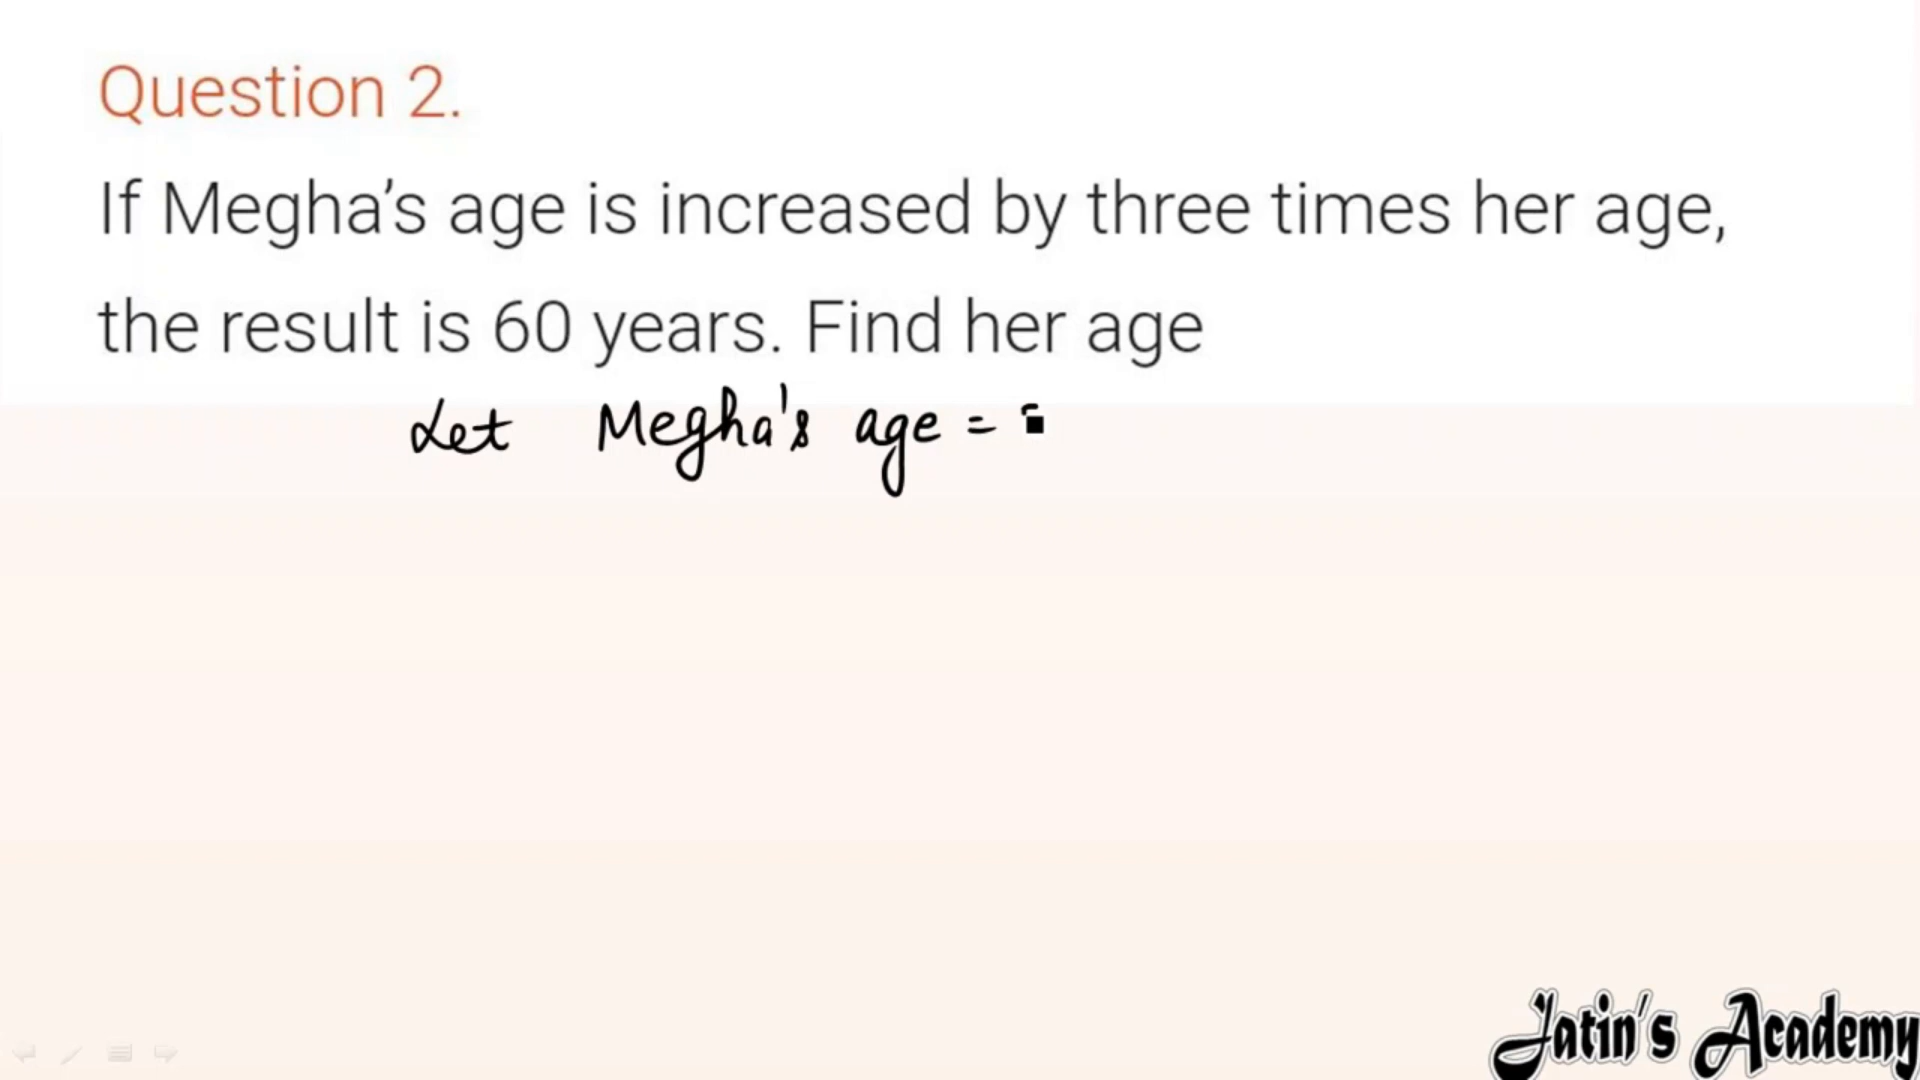 Question 2.
If Megha’s age is increased by three times her age,
the result is 60 years. Find her age
Let Megha's age =
Jatin's Academy